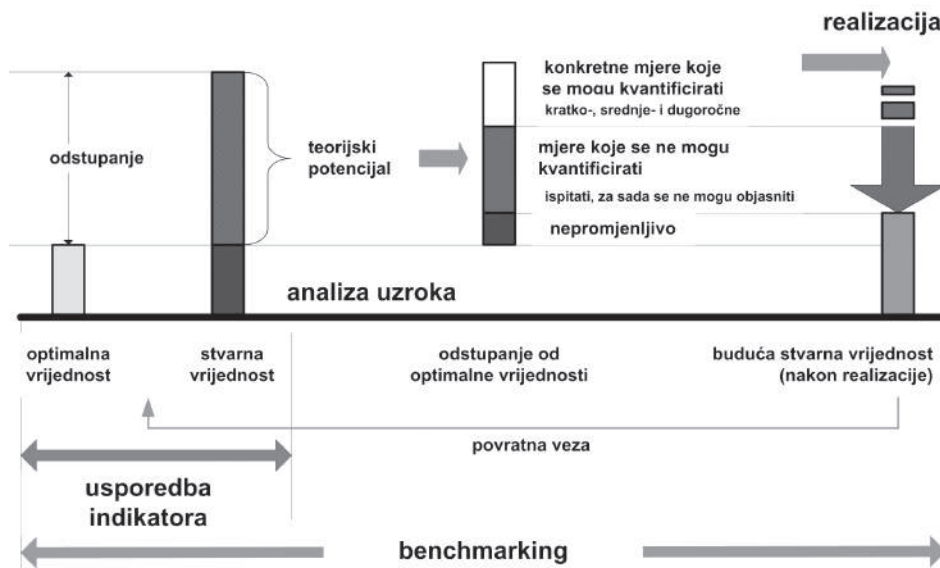 realizacija
konkretne mjere koje
se mogu kvantificirati
kratko-, srednje- i dugoročne
odstupanje
teorijski
potencijal
mjere koje se ne mogu
kvantificirati
ispitati, za sada se ne mogu objasniti
nepromjenljivo
analiza uzroka
optimalna
vrijednost
stvarna
vrijednost
odstupanje od
optimalne vrijednosti
buduća stvarna vrijednost
(nakon realizacije)
povratna veza
usporedba
indikatora
benchmarking